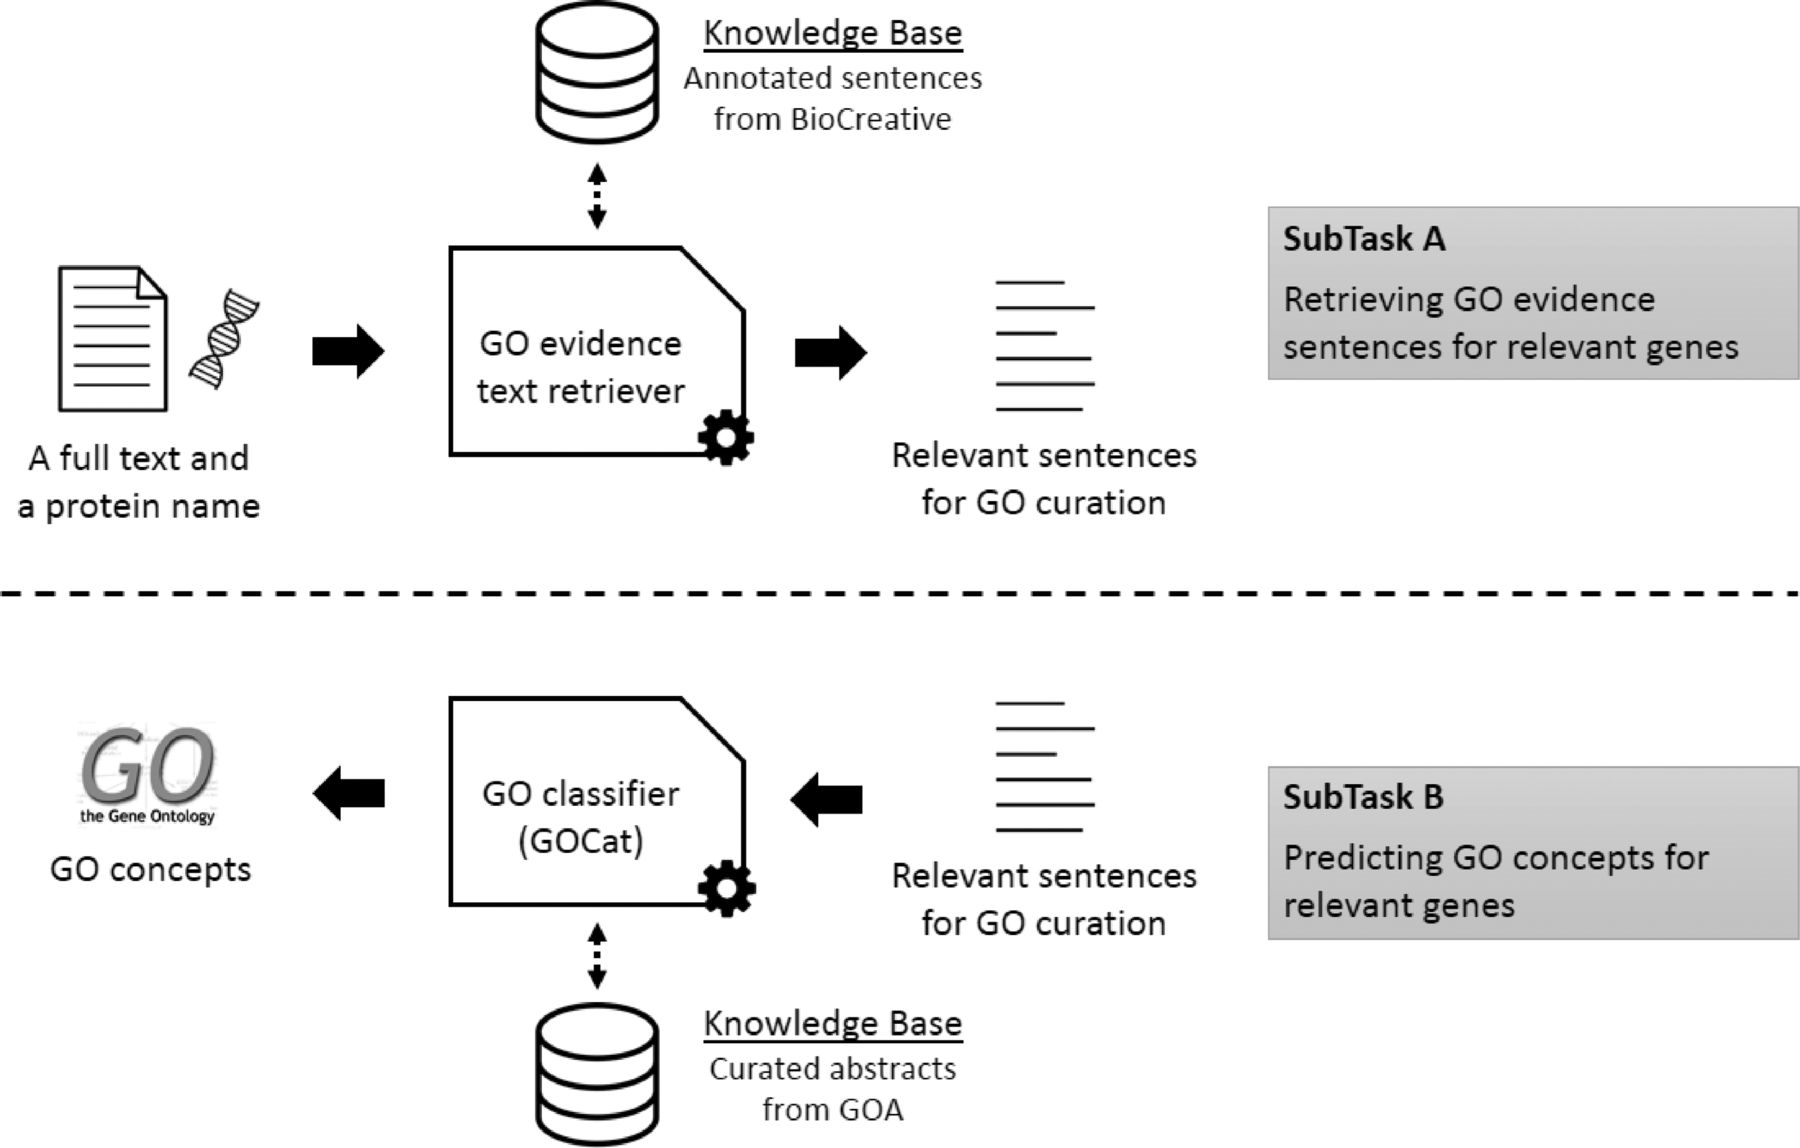 Knowledge Base
Annotated sentences
from BioCreative
GO evidence
text retriever
A full text and
a protein name
Relevant sentences
for GO curation
SubTask A
Retrieving GO evidence
sentences for relevant genes
GO
the Gene Ontology
GO concepts
GO classifier
(GOCat)
Relevant sentences
for GO curation
SubTask B
Predicting GO concepts for
relevant genes
Knowledge Base
Curated abstracts
from GOA